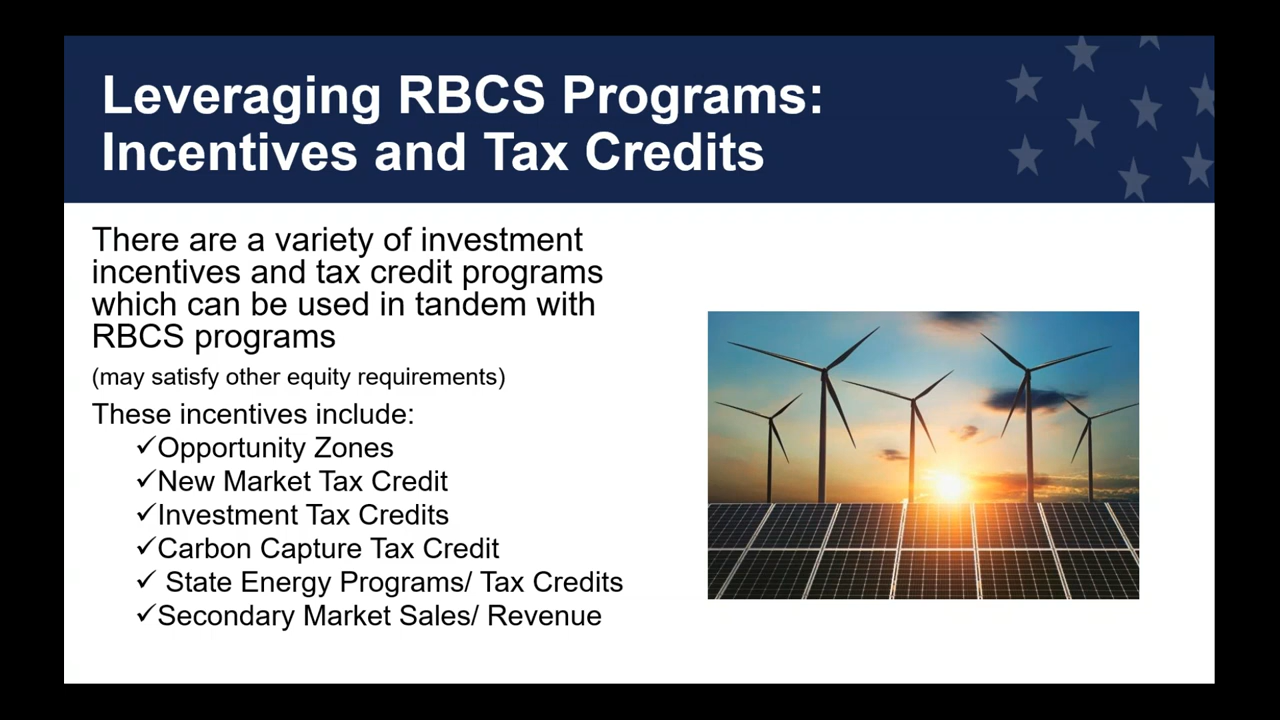 Leveraging RBCS Programs:
Incentives and Tax Credits
There are a variety of investment
incentives and tax credit programs
which can be used in tandem with
RBCS programs
(may satisfy other equity requirements)
These incentives include:
✓Opportunity Zones
✓New Market Tax Credit
✓Investment Tax Credits
✓Carbon Capture Tax Credit
✓ State Energy Programs/ Tax Credits
✓Secondary Market Sales/ Revenue